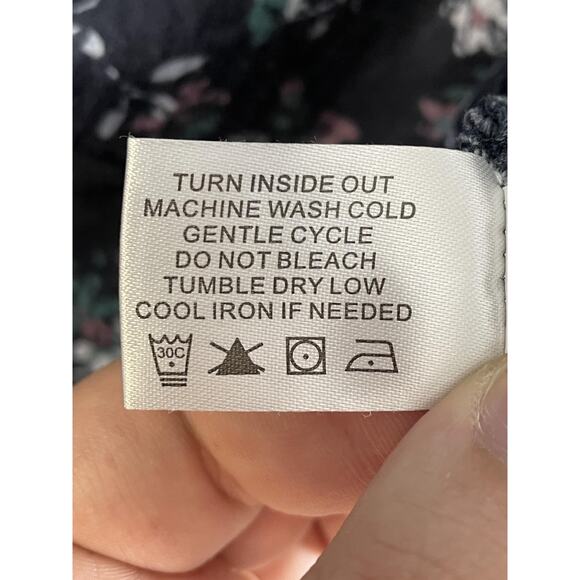 TURN INSIDE OUT
MACHINE WASH COLD
GENTLE CYCLE
DO NOT BLEACH
TUMBLE DRY LOW
COOL IRON IF NEEDED
30C